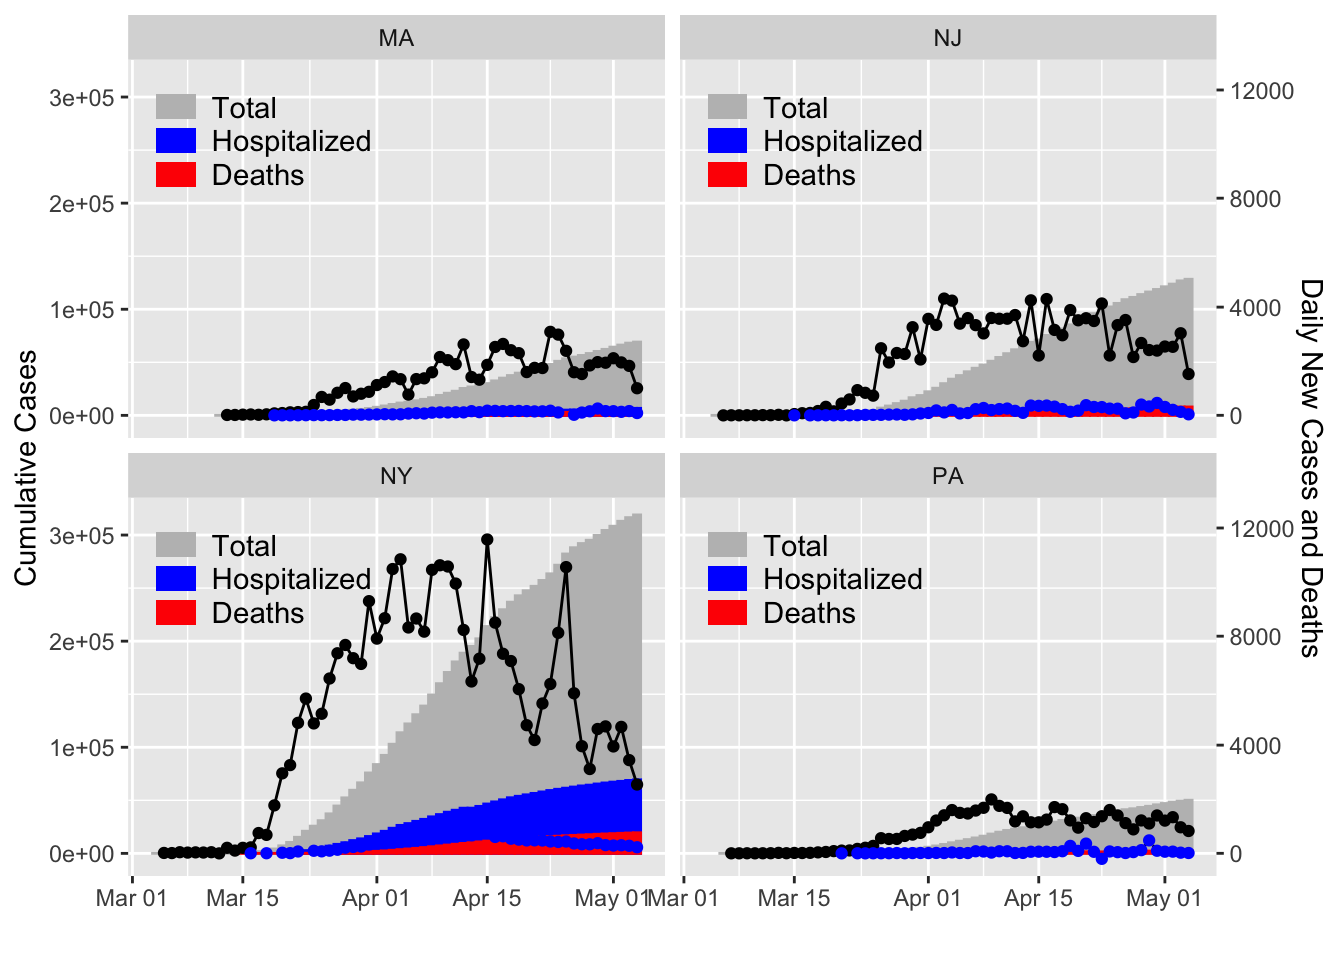 MA
NJ
3e+05
2e+05
1e+05
0e+00
Total
Hospitalized
Deaths
Total
Hospitalized
Deaths
12000
8000
4000
0
Cumulative Cases
Daily New Cases and Deaths
NY
PA
3e+05
2e+05
1e+05
0e+00
Total
Hospitalized
Deaths
Total
Hospitalized
Deaths
12000
8000
4000
0
Mar 01 Mar 15 Apr 01 Apr 15 May 01
Mar 01 Mar 15 Apr 01 Apr 15 May 01